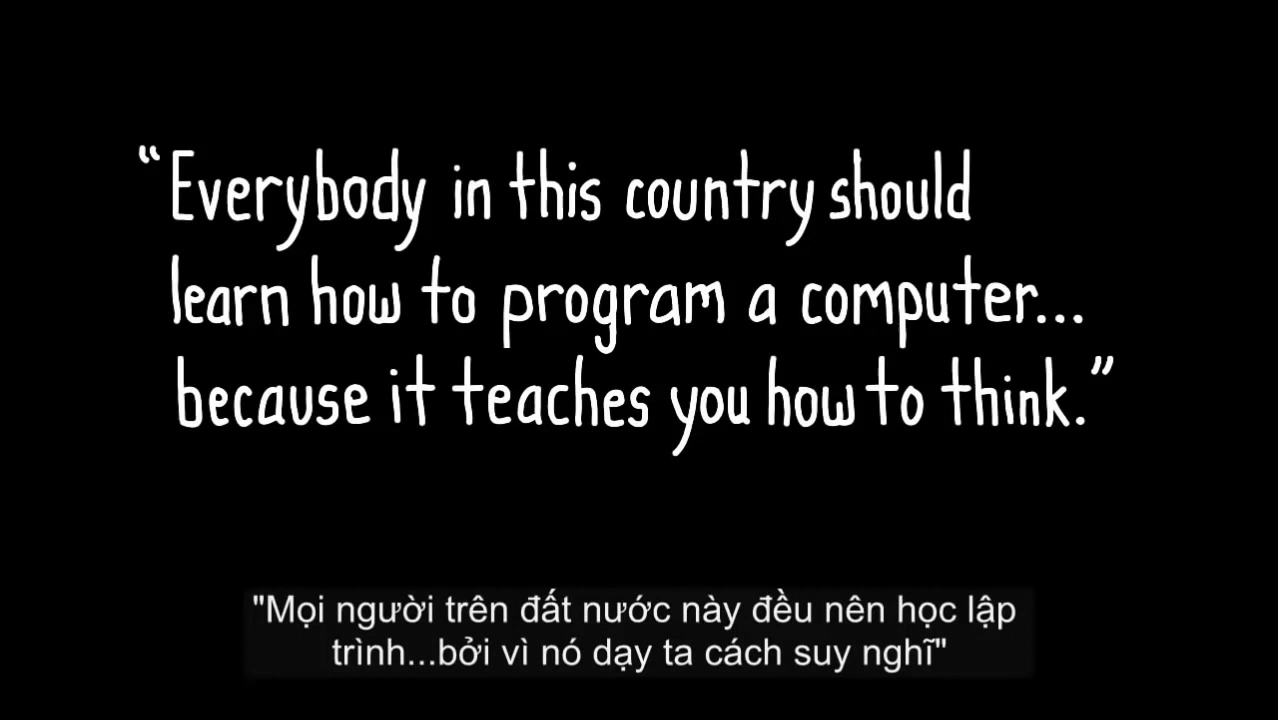 “Everybody in this country should
learn how to program a computer...
because it teaches you how to think.”
"Mọi người trên đất nước này đều nên học lập
trình...bởi vì nó dạy ta cách suy nghĩ"